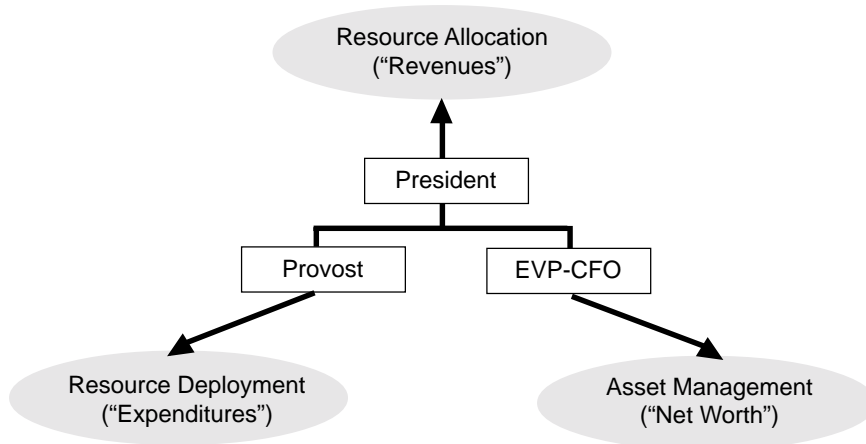 Resource Allocation
(“Revenues”)
President
Provost
EVP-CFO
Resource Deployment
(“Expenditures”)
Asset Management
(“Net Worth”)